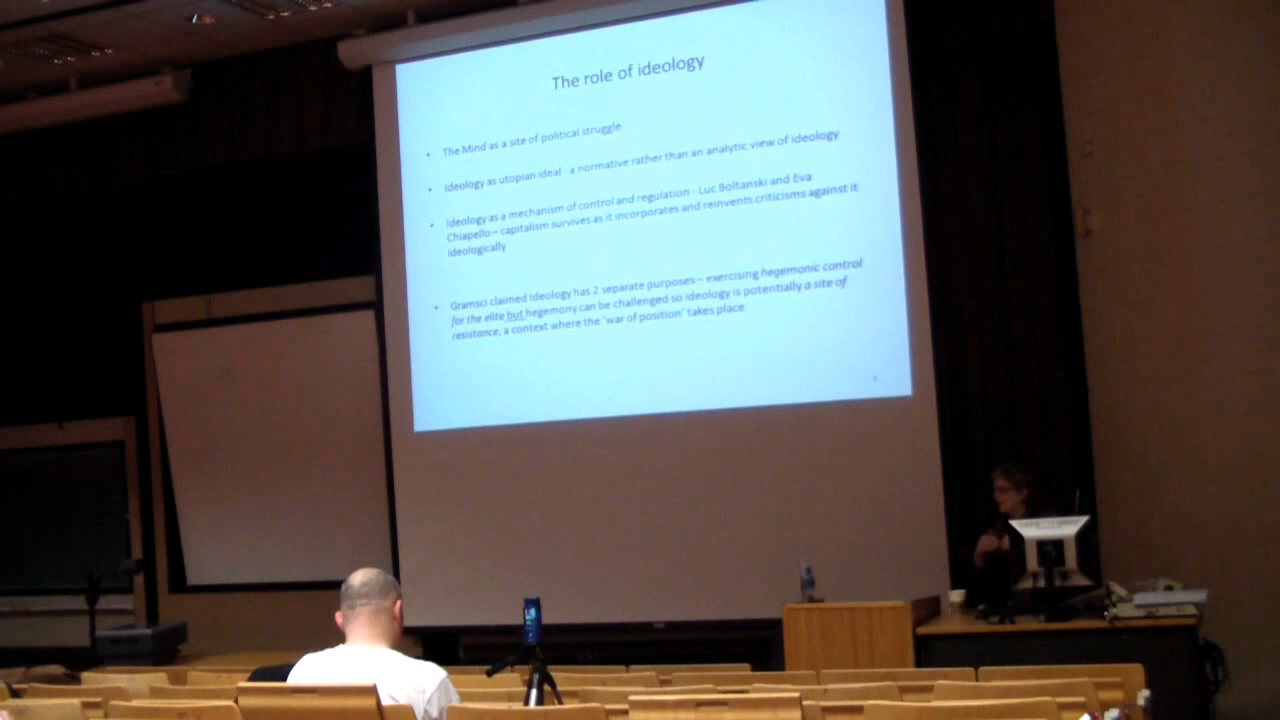 The role of ideology
• The Mind as a site of political struggle
• Ideology as utopian ideal - a normative rather than an analytic view of ideology
• Ideology as a mechanism of control and regulation - Luc Boltanski and Eva
Chiapello – capitalism survives as it incorporates and reinvents criticisms against it
ideologically
• Gramsci claimed Ideology has 2 separate purposes – exercising hegemonic control
for the elite but hegemony can be challenged so ideology is potentially a site of
resistance, a context where the 'war of position' takes place